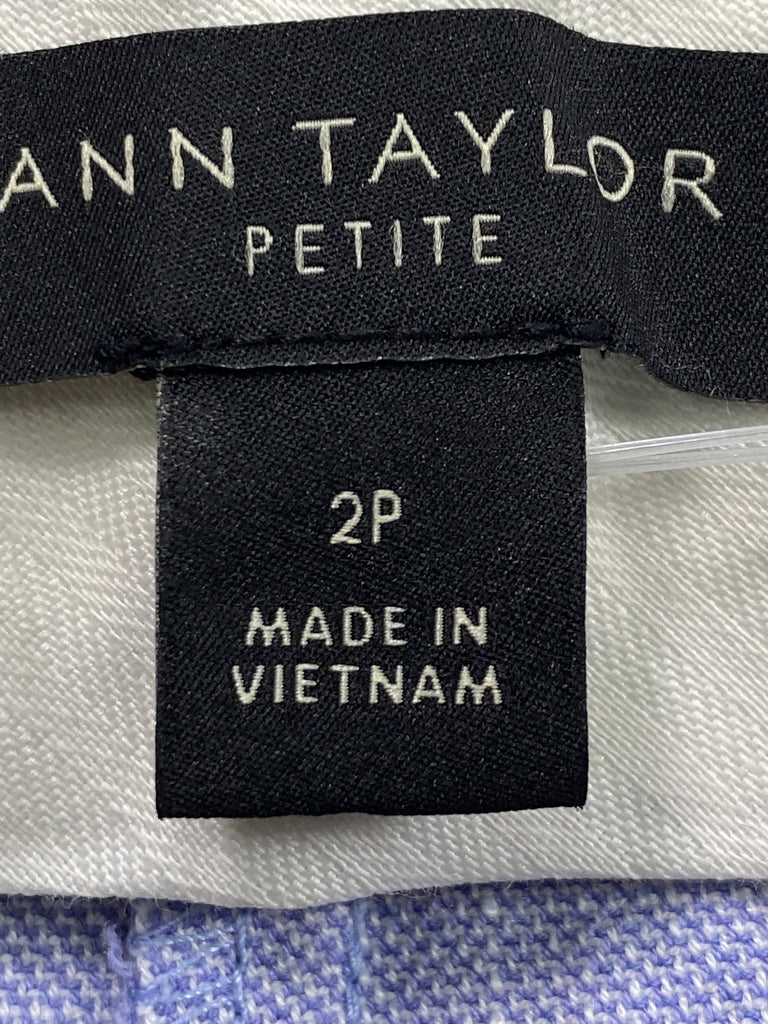 ANN TAYLOR
PETITE
2P
MADE IN
VIETNAM